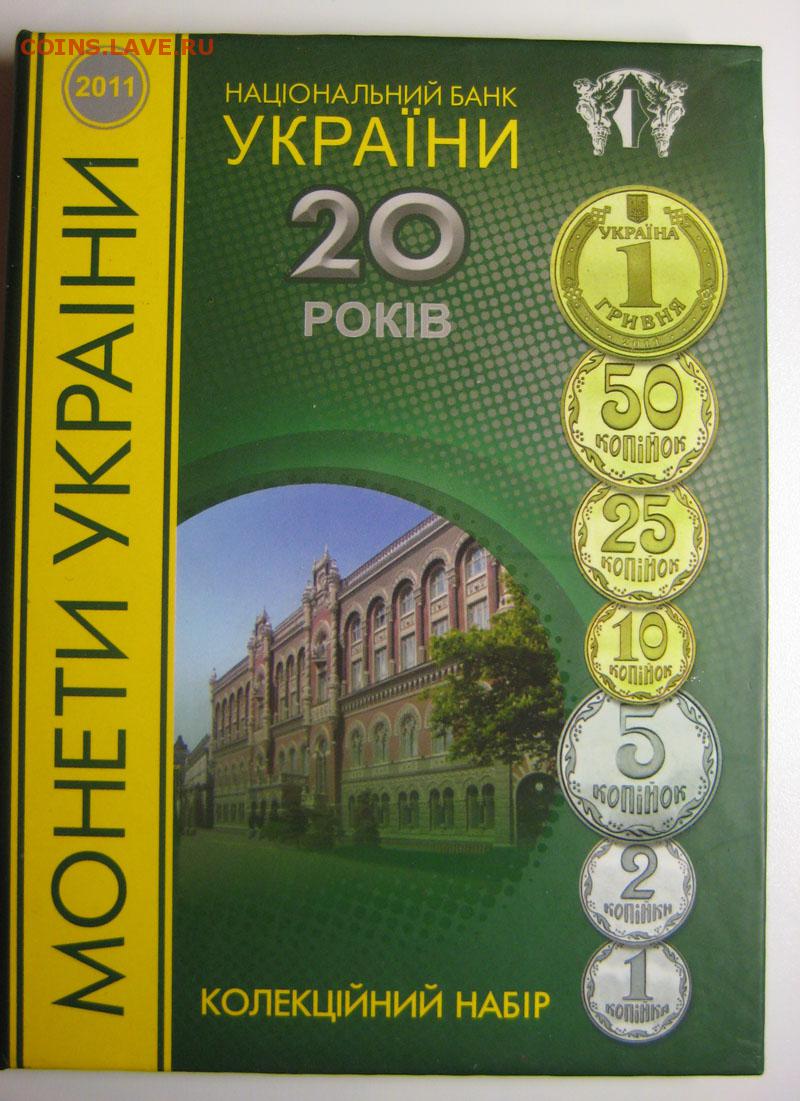 COINS.LAVE.RU
2011
МОНЕТИ УКРАЇНИ
НАЦІОНАЛЬНИЙ БАНК
УКРАЇНИ
20
РОКІВ
УКРАЇНА
1
ГРИВНЯ
2011
50
КОПІЙОК
25
КОПІЙОК
10
КОПІЙОК
5
КОПІЙОК
2
КОПІЙКИ
1
КОПІЙКА
КОЛЕКЦІЙНИЙ НАБІР